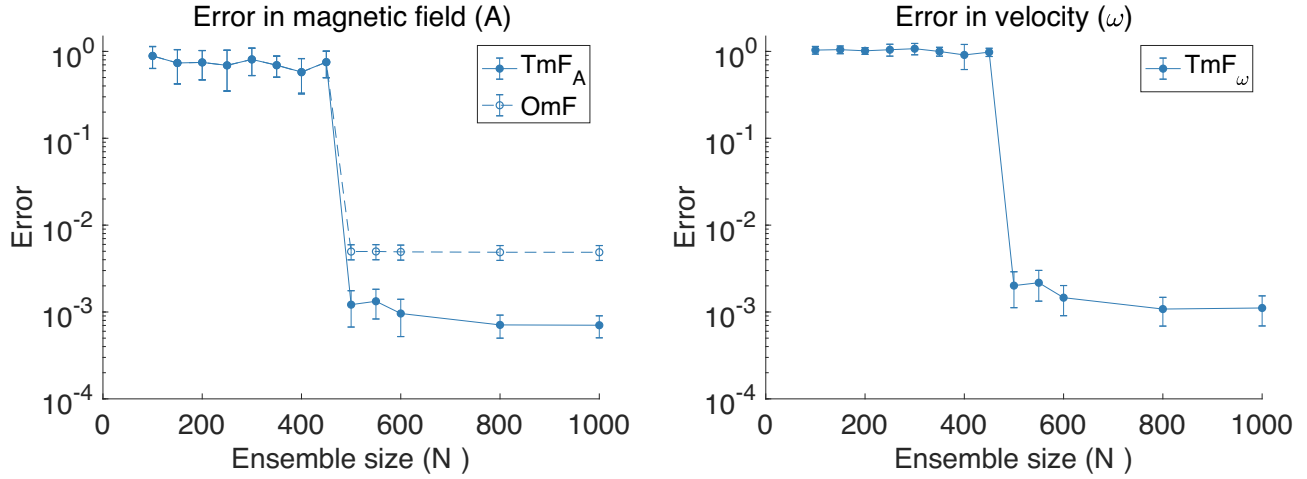 Error in magnetic field (A)
10^0
10^-1
10^-2
10^-3
10^-4
Error
TmF_A
OmF
0 200 400 600 800 1000
Ensemble size (N )
Error in velocity (ω)
10^0
10^-1
10^-2
10^-3
10^-4
Error
TmF_ω
0 200 400 600 800 1000
Ensemble size (N )